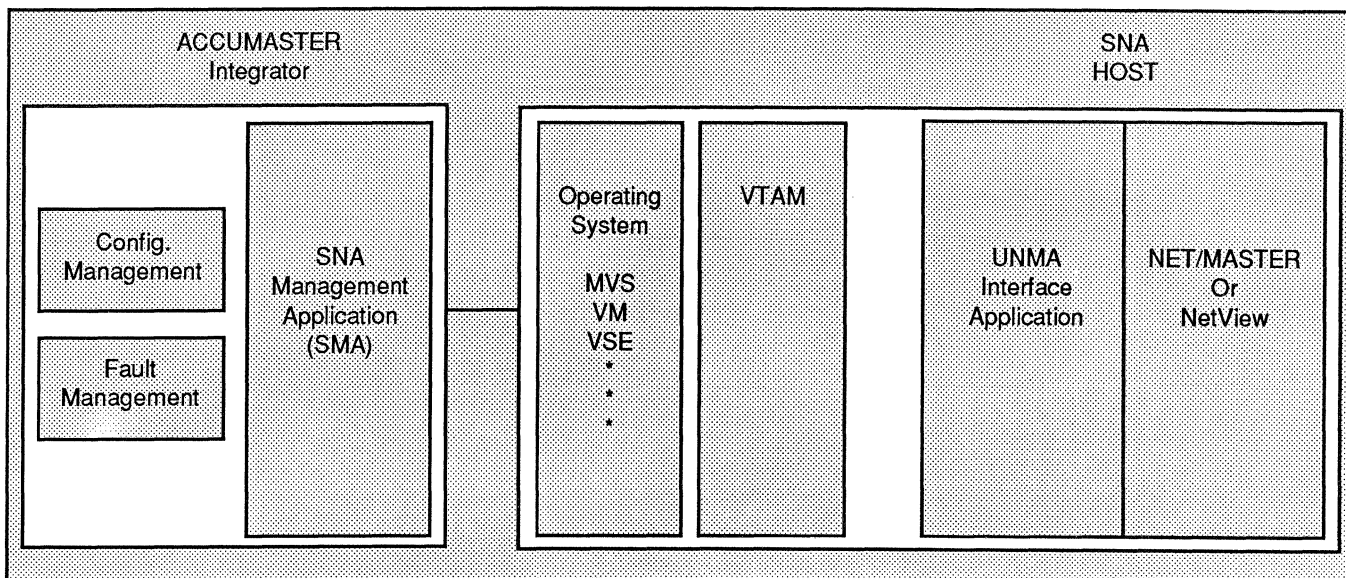 ACCUMASTER
Integrator
SNA
HOST
Config.
Management
Fault
Management
SNA
Management
Application
(SMA)
Operating
System
MVS
VM
VSE
*
*
*
VTAM
UNMA
Interface
Application
NET/MASTER
Or
NetView